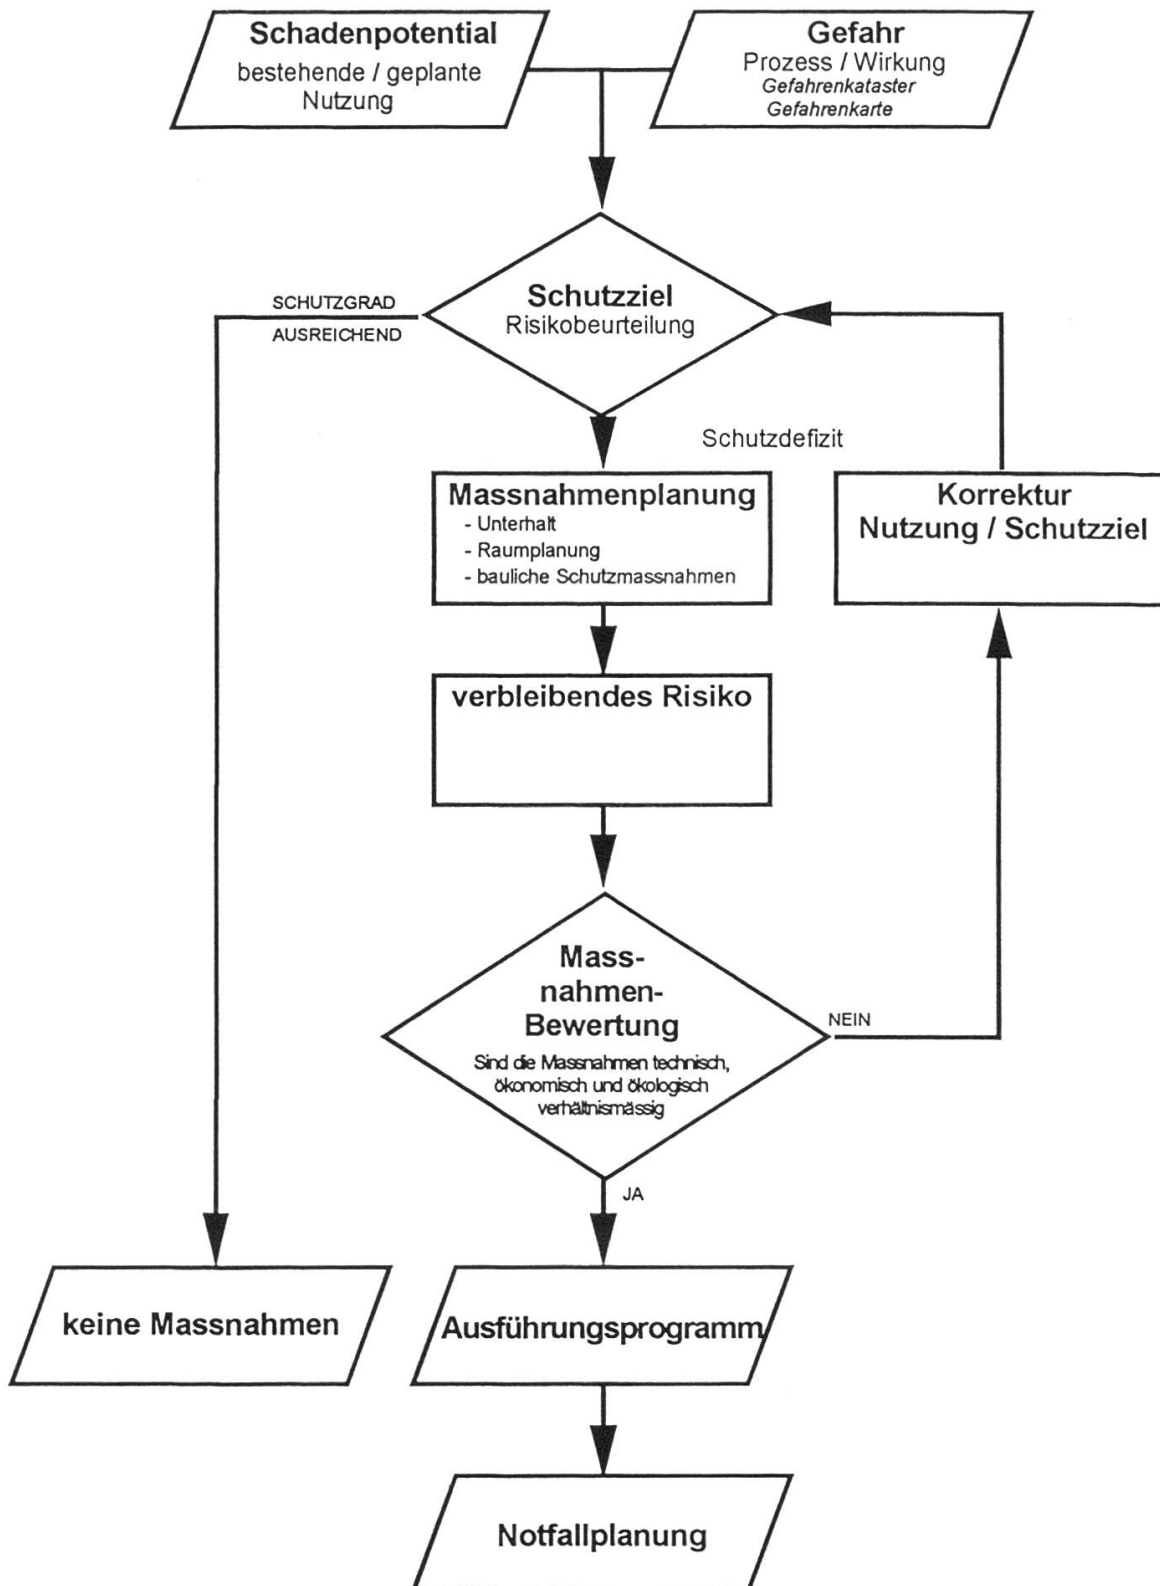 Schadenpotential
bestehende / geplante
Nutzung
Gefahr
Prozess / Wirkung
Gefahrenkataster
Gefahrenkarte
Schutzziel
Risikobeurteilung
SCHUTZGRAD
AUSREICHEND
Schutzdefizit
Massnahmenplanung
- Unterhalt
- Raumplanung
- bauliche Schutzmassnahmen
Korrektur
Nutzung / Schutzziel
verbleibendes Risiko
Mass-
nahmen-
Bewertung
Sind die Massnahmen technisch,
ökonomisch und ökologisch
verhältnismässig
NEIN
JA
keine Massnahmen
Ausführungsprogramm
Notfallplanung